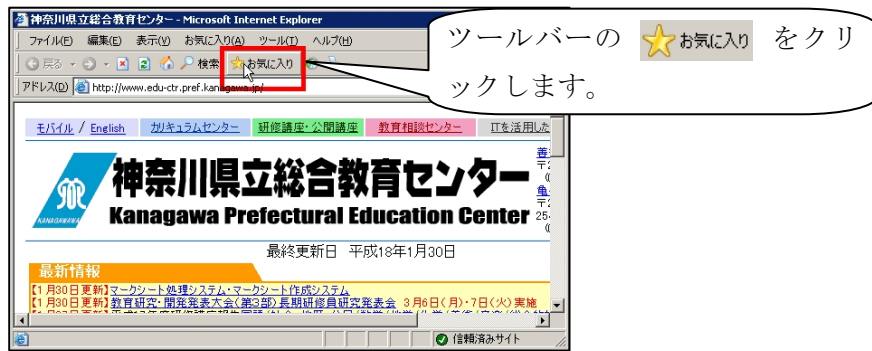 神奈川県立総合教育センター - Microsoft Internet Explorer
ファイル(F) 編集(E) 表示(V) お気に入り(A) ツール(T) ヘルプ(H)
戻る 検索 お気に入り
アドレス(D) http://www.edu-ctr.pref.kanagawa.jp/
ツールバーの お気に入り をクリ
ックします。
モバイル / English カリキュラムセンター 研修講座・公開講座 教育相談センター ITを活用した
神奈川県立総合教育センター
Kanagawa Prefectural Education Center
KANAGAWA
最終更新日 平成18年1月30日
最新情報
【1月30日更新】マークシート処理システム・マークシート作成システム
【1月30日更新】教育研究・開発発表大会(第3部)長期研修員研究発表会 3月6日(月)・7日(火)実施
信頼済みサイト